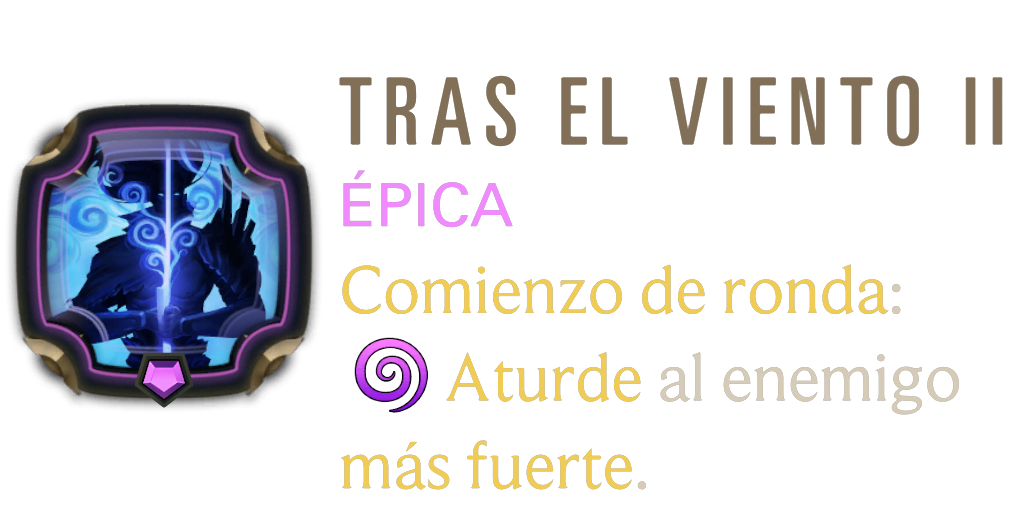 TRAS EL VIENTO II
ÉPICA
Comienzo de ronda:
Aturde al enemigo
más fuerte.